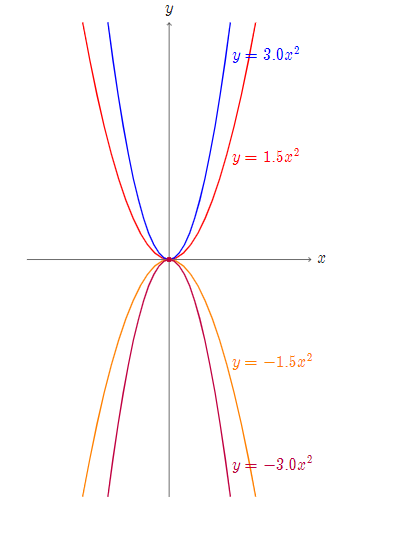 y
y = 3.0x²
y = 1.5x²
x
y = −1.5x²
y = −3.0x²